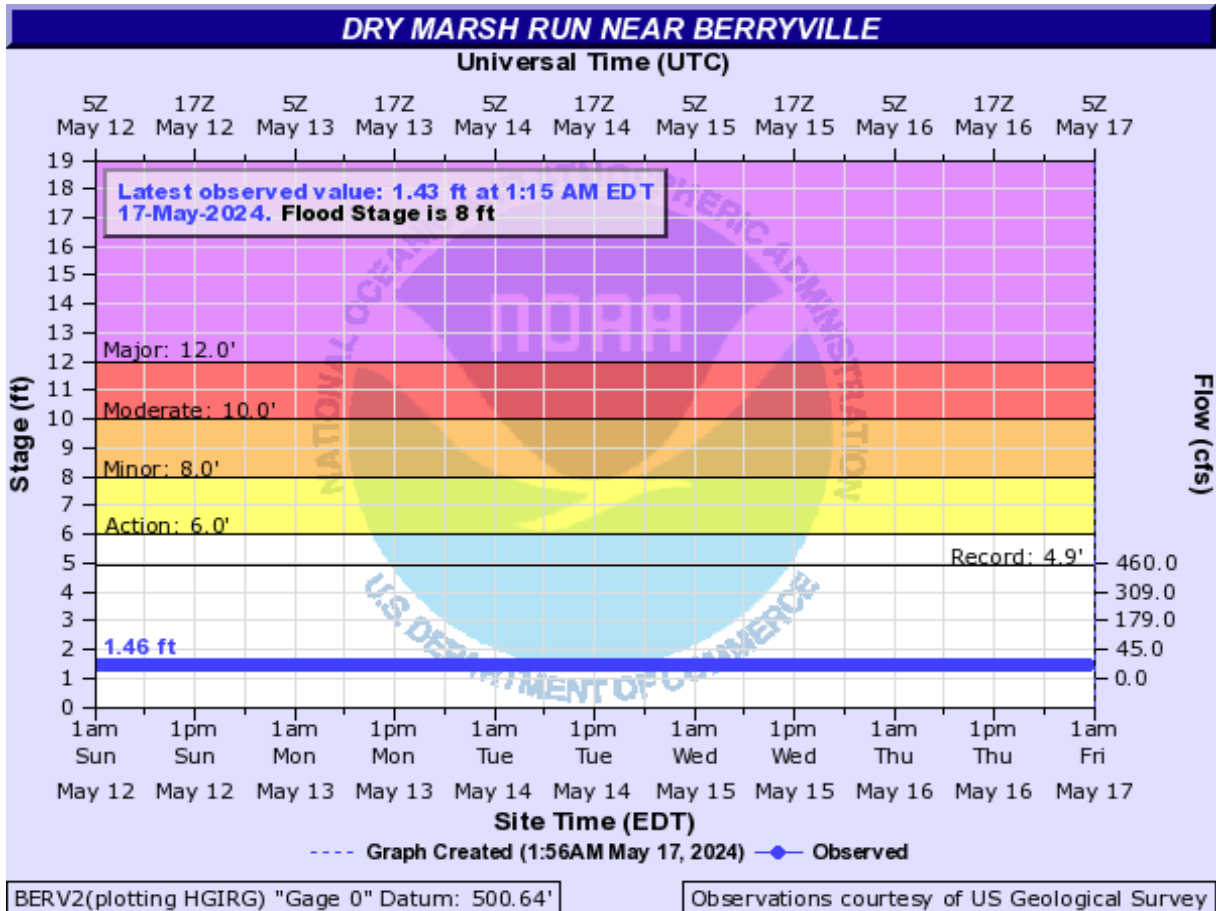 DRY MARSH RUN NEAR BERRYVILLE
Universal Time (UTC)
5Z 17Z 5Z 17Z 5Z 17Z 5Z 17Z 5Z 17Z 5Z
May 12 May 12 May 13 May 13 May 14 May 14 May 15 May 15 May 16 May 16 May 17
Latest observed value: 1.43 ft at 1:15 AM EDT
17-May-2024. Flood Stage is 8 ft
NATIONAL OCEANIC AND ATMOSPHERIC ADMINISTRATION
NOAA
U.S. DEPARTMENT OF COMMERCE
Stage (ft)
19
18
17
16
15
14
13
12
11
10
9
8
7
6
5
4
3
2
1
0
Major: 12.0'
Moderate: 10.0'
Minor: 8.0'
Action: 6.0'
Record: 4.9'
1.46 ft
Flow (cfs)
460.0
309.0
179.0
45.0
0.0
1am 1pm 1am 1pm 1am 1pm 1am 1pm 1am 1pm 1am
Sun Sun Mon Mon Tue Tue Wed Wed Thu Thu Fri
May 12 May 12 May 13 May 13 May 14 May 14 May 15 May 15 May 16 May 16 May 17
Site Time (EDT)
---- Graph Created (1:56AM May 17, 2024) Observed
BERV2(plotting HGIRG) "Gage 0" Datum: 500.64'
Observations courtesy of US Geological Survey